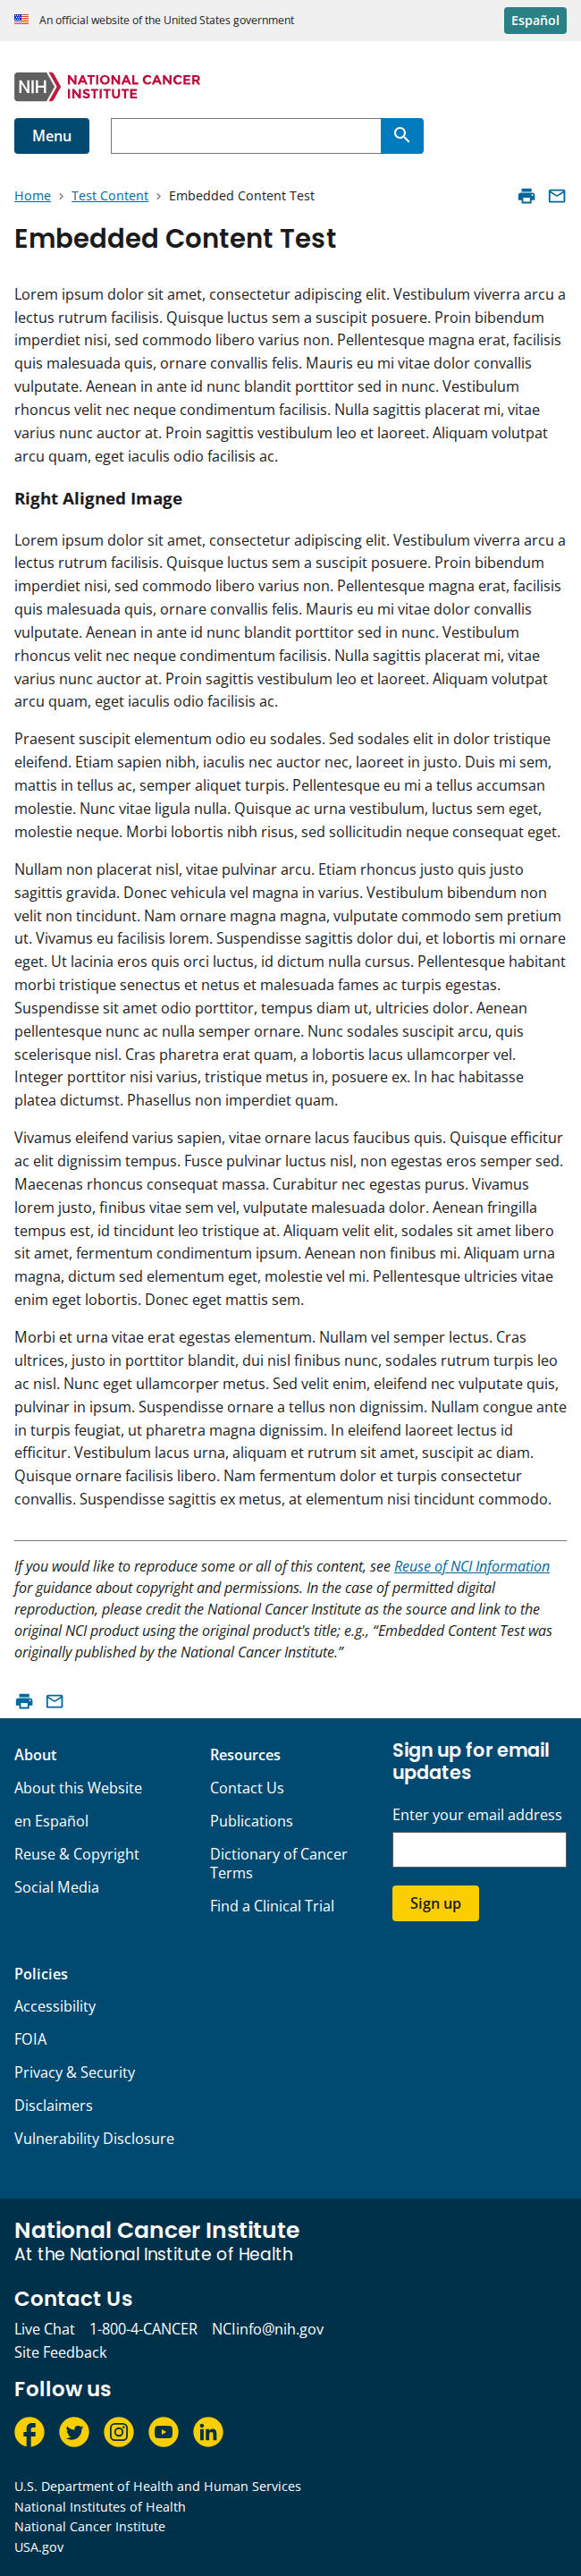 An official website of the United States government
Español
NIH NATIONAL CANCER
INSTITUTE
Menu
Home > Test Content > Embedded Content Test
Embedded Content Test
Lorem ipsum dolor sit amet, consectetur adipiscing elit. Vestibulum viverra arcu a
lectus rutrum facilisis. Quisque luctus sem a suscipit posuere. Proin bibendum
imperdiet nisi, sed commodo libero varius non. Pellentesque magna erat, facilisis
quis malesuada quis, ornare convallis felis. Mauris eu mi vitae dolor convallis
vulputate. Aenean in ante id nunc blandit porttitor sed in nunc. Vestibulum
rhoncus velit nec neque condimentum facilisis. Nulla sagittis placerat mi, vitae
varius nunc auctor at. Proin sagittis vestibulum leo et laoreet. Aliquam volutpat
arcu quam, eget iaculis odio facilisis ac.
Right Aligned Image
Lorem ipsum dolor sit amet, consectetur adipiscing elit. Vestibulum viverra arcu a
lectus rutrum facilisis. Quisque luctus sem a suscipit posuere. Proin bibendum
imperdiet nisi, sed commodo libero varius non. Pellentesque magna erat, facilisis
quis malesuada quis, ornare convallis felis. Mauris eu mi vitae dolor convallis
vulputate. Aenean in ante id nunc blandit porttitor sed in nunc. Vestibulum
rhoncus velit nec neque condimentum facilisis. Nulla sagittis placerat mi, vitae
varius nunc auctor at. Proin sagittis vestibulum leo et laoreet. Aliquam volutpat
arcu quam, eget iaculis odio facilisis ac.
Praesent suscipit elementum odio eu sodales. Sed sodales elit in dolor tristique
eleifend. Etiam sapien nibh, iaculis nec auctor nec, laoreet in justo. Duis mi sem,
mattis in tellus ac, semper aliquet turpis. Pellentesque eu mi a tellus accumsan
molestie. Nunc vitae ligula nulla. Quisque ac urna vestibulum, luctus sem eget,
molestie neque. Morbi lobortis nibh risus, sed sollicitudin neque consequat eget.
Nullam non placerat nisl, vitae pulvinar arcu. Etiam rhoncus justo quis justo
sagittis gravida. Donec vehicula vel magna in varius. Vestibulum bibendum non
velit non tincidunt. Nam ornare magna magna, vulputate commodo sem pretium
ut. Vivamus eu facilisis lorem. Suspendisse sagittis dolor dui, et lobortis mi ornare
eget. Ut lacinia eros quis orci luctus, id dictum nulla cursus. Pellentesque habitant
morbi tristique senectus et netus et malesuada fames ac turpis egestas.
Suspendisse sit amet odio porttitor, tempus diam ut, ultricies dolor. Aenean
pellentesque nunc ac nulla semper ornare. Nunc sodales suscipit arcu, quis
scelerisque nisl. Cras pharetra erat quam, a lobortis lacus ullamcorper vel.
Integer porttitor nisi varius, tristique metus in, posuere ex. In hac habitasse
platea dictumst. Phasellus non imperdiet quam.
Vivamus eleifend varius sapien, vitae ornare lacus faucibus quis. Quisque efficitur
ac elit dignissim tempus. Fusce pulvinar luctus nisl, non egestas eros semper sed.
Maecenas rhoncus consequat massa. Curabitur nec egestas purus. Vivamus
lorem justo, finibus vitae sem vel, vulputate malesuada dolor. Aenean fringilla
tempus est, id tincidunt leo tristique at. Aliquam velit elit, sodales sit amet libero
sit amet, fermentum condimentum ipsum. Aenean non finibus mi. Aliquam urna
magna, dictum sed elementum eget, molestie vel mi. Pellentesque ultricies vitae
enim eget lobortis. Donec eget mattis sem.
Morbi et urna vitae erat egestas elementum. Nullam vel semper lectus. Cras
ultrices, justo in porttitor blandit, dui nisl finibus nunc, sodales rutrum turpis leo
ac nisl. Nunc eget ullamcorper metus. Sed velit enim, eleifend nec vulputate quis,
pulvinar in ipsum. Suspendisse ornare a tellus non dignissim. Nullam congue ante
in turpis feugiat, ut pharetra magna dignissim. In eleifend laoreet lectus id
efficitur. Vestibulum lacus urna, aliquam et rutrum sit amet, suscipit ac diam.
Quisque ornare facilisis libero. Nam fermentum dolor et turpis consectetur
convallis. Suspendisse sagittis ex metus, at elementum nisi tincidunt commodo.
If you would like to reproduce some or all of this content, see Reuse of NCI Information
for guidance about copyright and permissions. In the case of permitted digital
reproduction, please credit the National Cancer Institute as the source and link to the
original NCI product using the original product's title; e.g., “Embedded Content Test was
originally published by the National Cancer Institute.”
About
About this Website
en Español
Reuse & Copyright
Social Media
Resources
Contact Us
Publications
Dictionary of Cancer
Terms
Find a Clinical Trial
Sign up for email
updates
Enter your email address
Sign up
Policies
Accessibility
FOIA
Privacy & Security
Disclaimers
Vulnerability Disclosure
National Cancer Institute
At the National Institute of Health
Contact Us
Live Chat 1-800-4-CANCER NCIinfo@nih.gov
Site Feedback
Follow us
U.S. Department of Health and Human Services
National Institutes of Health
National Cancer Institute
USA.gov